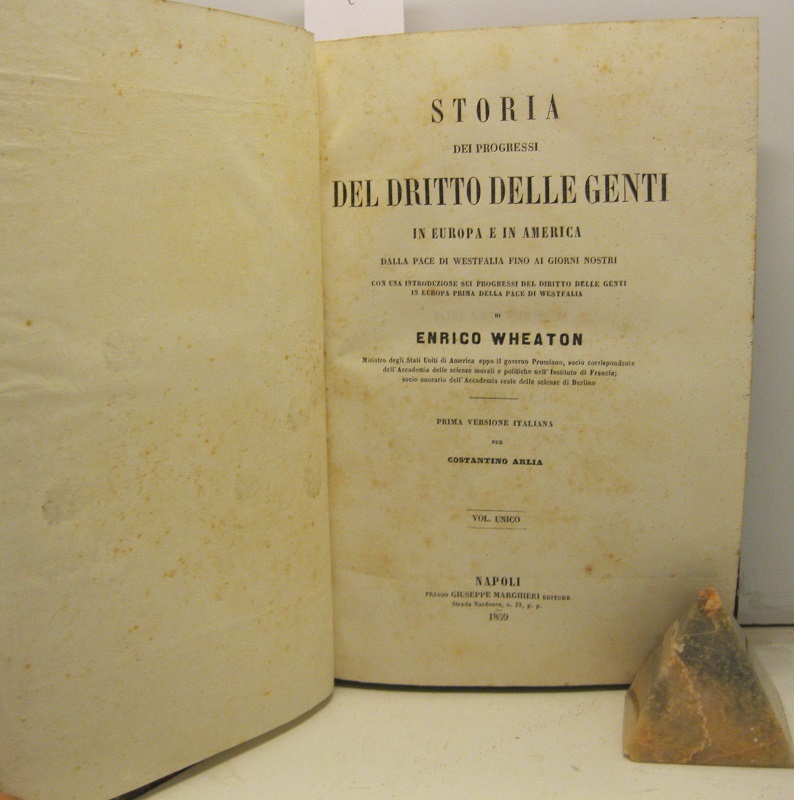 STORIA
DEI PROGRESSI
DEL DRITTO DELLE GENTI
IN EUROPA E IN AMERICA
DALLA PACE DI WESTFALIA FINO AI GIORNI NOSTRI
CON UNA INTRODUZIONE SUI PROGRESSI DEL DIRITTO DELLE GENTI
IN EUROPA PRIMA DELLA PACE DI WESTFALIA
DI
ENRICO WHEATON
Ministro degli Stati Uniti di America appo il governo Prussiano, socio corrispondente
dell'Accademia delle scienze morali e politiche nell'Instituto di Francia;
socio onorario dell'Accademia reale delle scienze di Berlino
PRIMA VERSIONE ITALIANA
PER
COSTANTINO ARLIA
VOL. UNICO
NAPOLI
PRESSO GIUSEPPE MARGHIERI EDITORE
Strada Nardones, n. 21, p. p.
1859